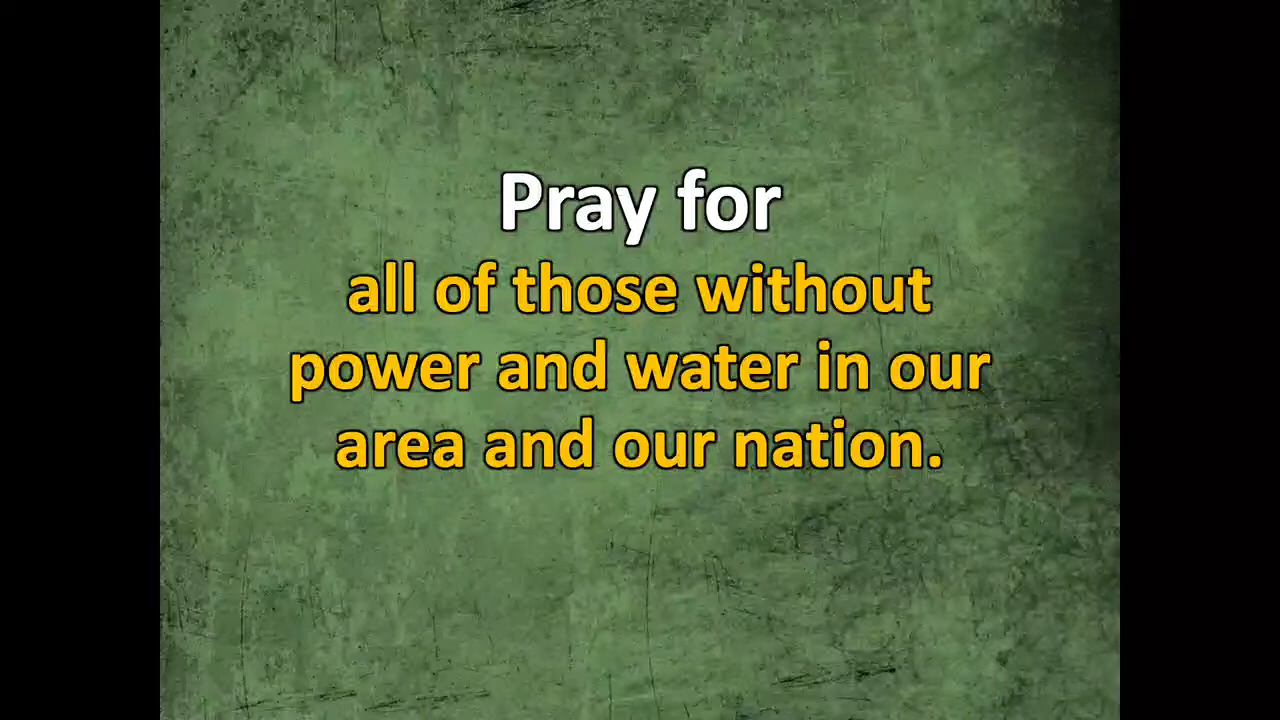 Pray for
all of those without
power and water in our
area and our nation.